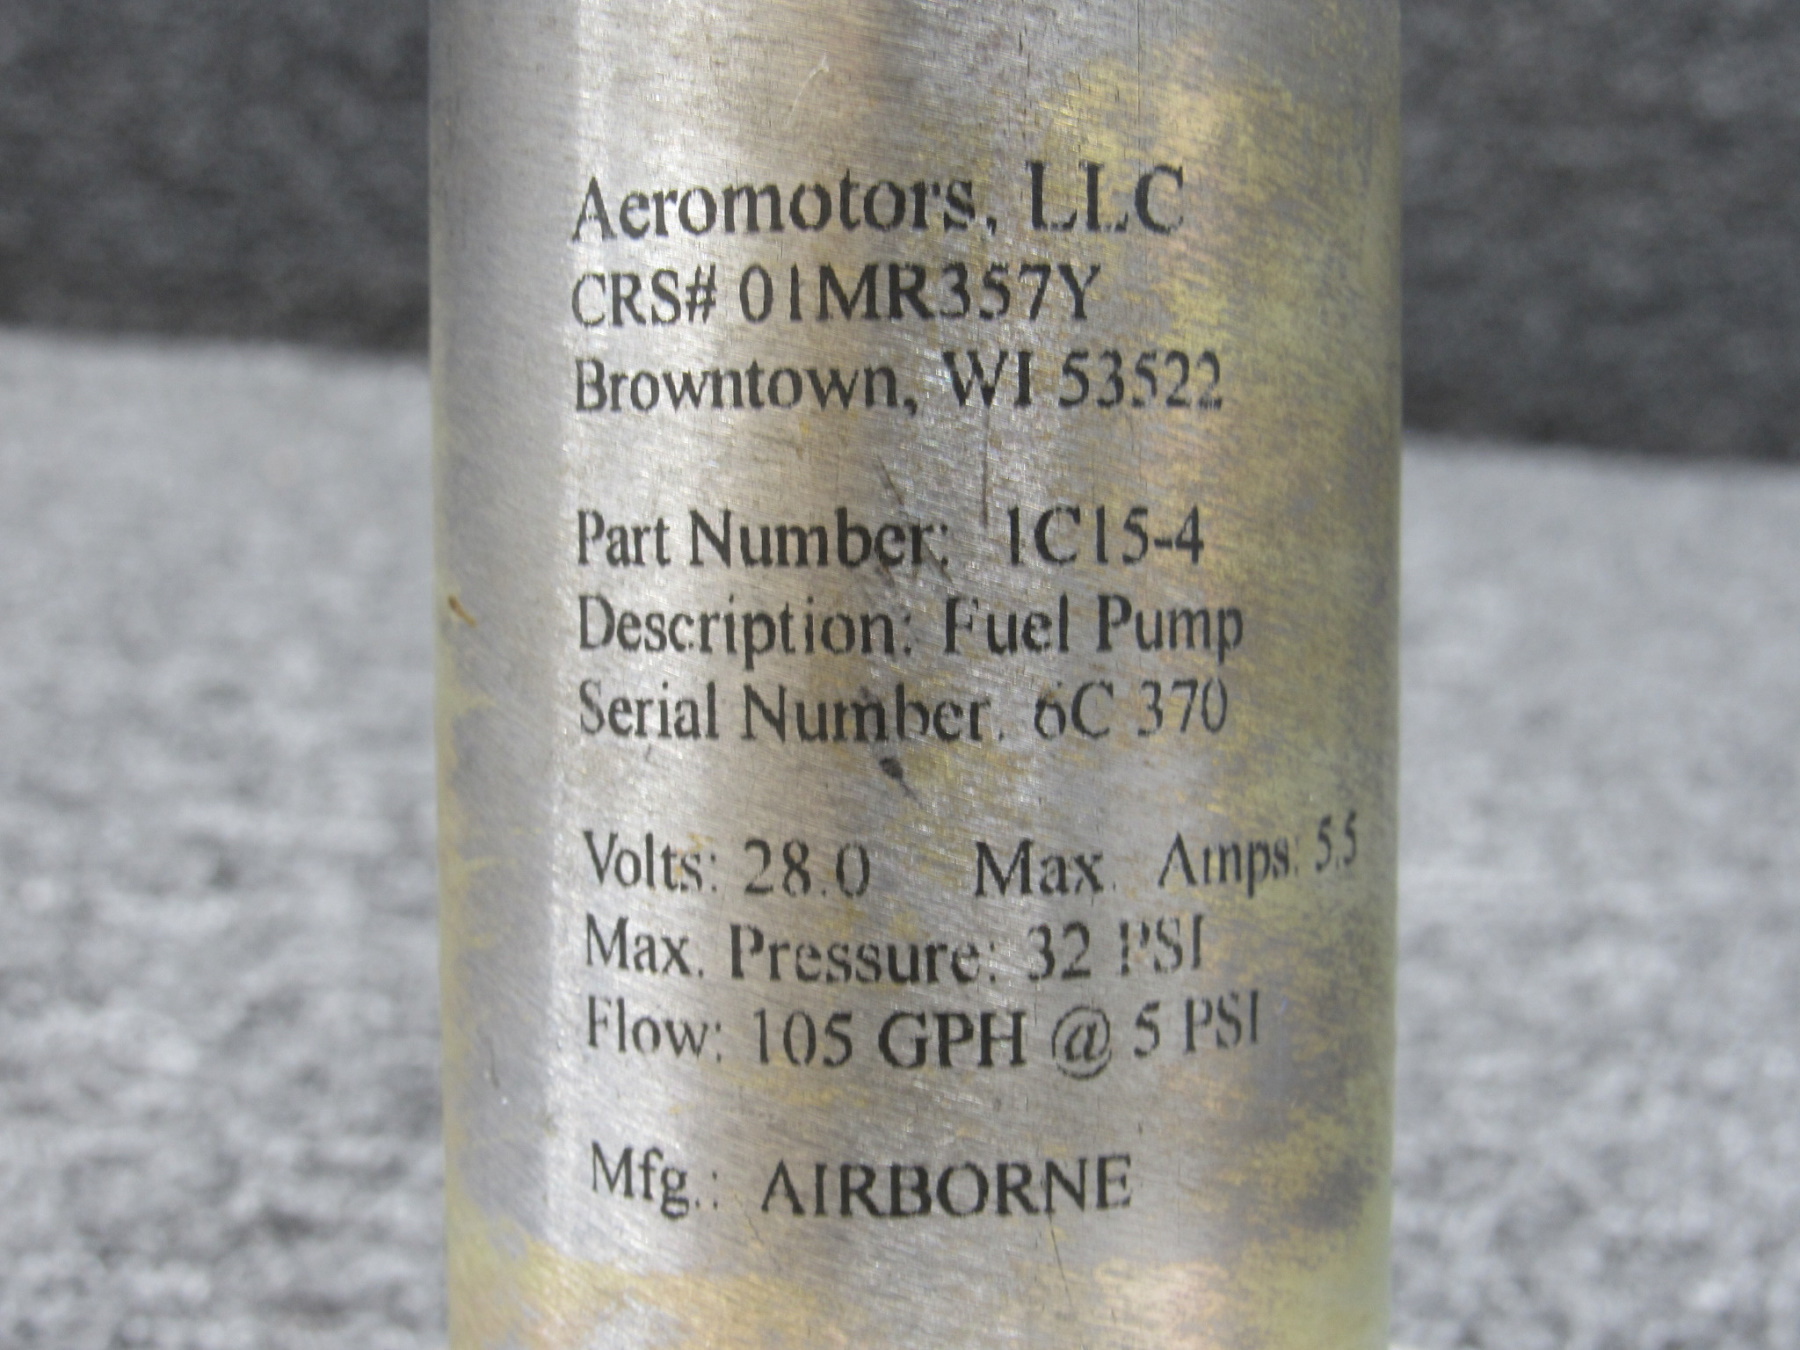 Aeromotors, LLC
CRS# 01MR357Y
Browntown, WI 53522
Part Number: 1C15-4
Description: Fuel Pump
Serial Number: 6C 370
Volts: 28.0 Max. Amps: 5.5
Max. Pressure: 32 PSI
Flow: 105 GPH @ 5 PSI
Mfg.: AIRBORNE